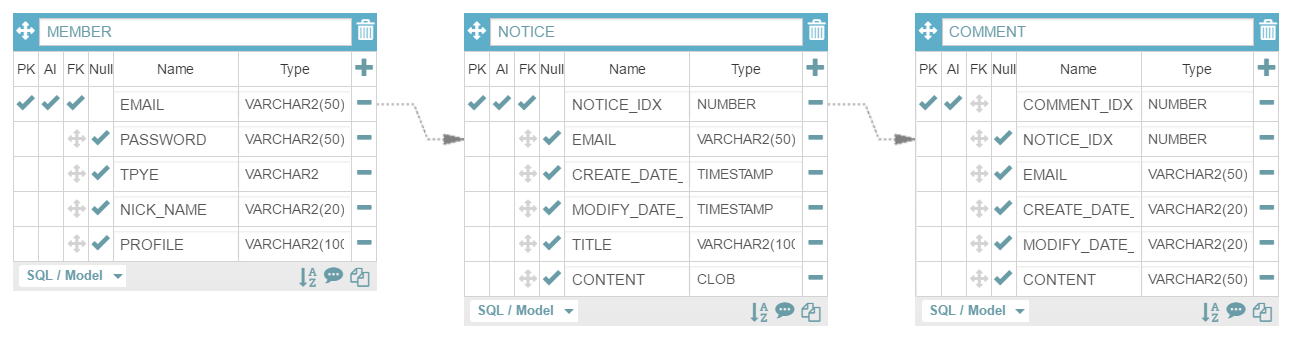 MEMBER
PK AI FK Null Name Type
EMAIL VARCHAR2(50)
PASSWORD VARCHAR2(50)
TPYE VARCHAR2
NICK_NAME VARCHAR2(20)
PROFILE VARCHAR2(100
SQL / Model
A
Z
NOTICE
PK AI FK Null Name Type
NOTICE_IDX NUMBER
EMAIL VARCHAR2(50)
CREATE_DATE_ TIMESTAMP
MODIFY_DATE_ TIMESTAMP
TITLE VARCHAR2(100
CONTENT CLOB
SQL / Model
A
Z
COMMENT
PK AI FK Null Name Type
COMMENT_IDX NUMBER
NOTICE_IDX NUMBER
EMAIL VARCHAR2(50)
CREATE_DATE_ VARCHAR2(20)
MODIFY_DATE_ VARCHAR2(20)
CONTENT VARCHAR2(50)
SQL / Model
A
Z